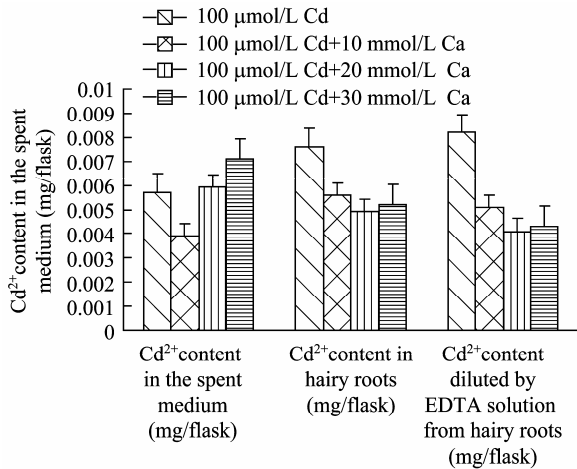 100 μmol/L Cd
100 μmol/L Cd+10 mmol/L Ca
100 μmol/L Cd+20 mmol/L Ca
100 μmol/L Cd+30 mmol/L Ca
Cd²⁺content in the spent
medium (mg/flask)
0.01
0.009
0.008
0.007
0.006
0.005
0.004
0.003
0.002
0.001
0
Cd²⁺content
in the spent
medium
(mg/flask)
Cd²⁺content in
hairy roots
(mg/flask)
Cd²⁺content
diluted by
EDTA solution
from hairy roots
(mg/flask)